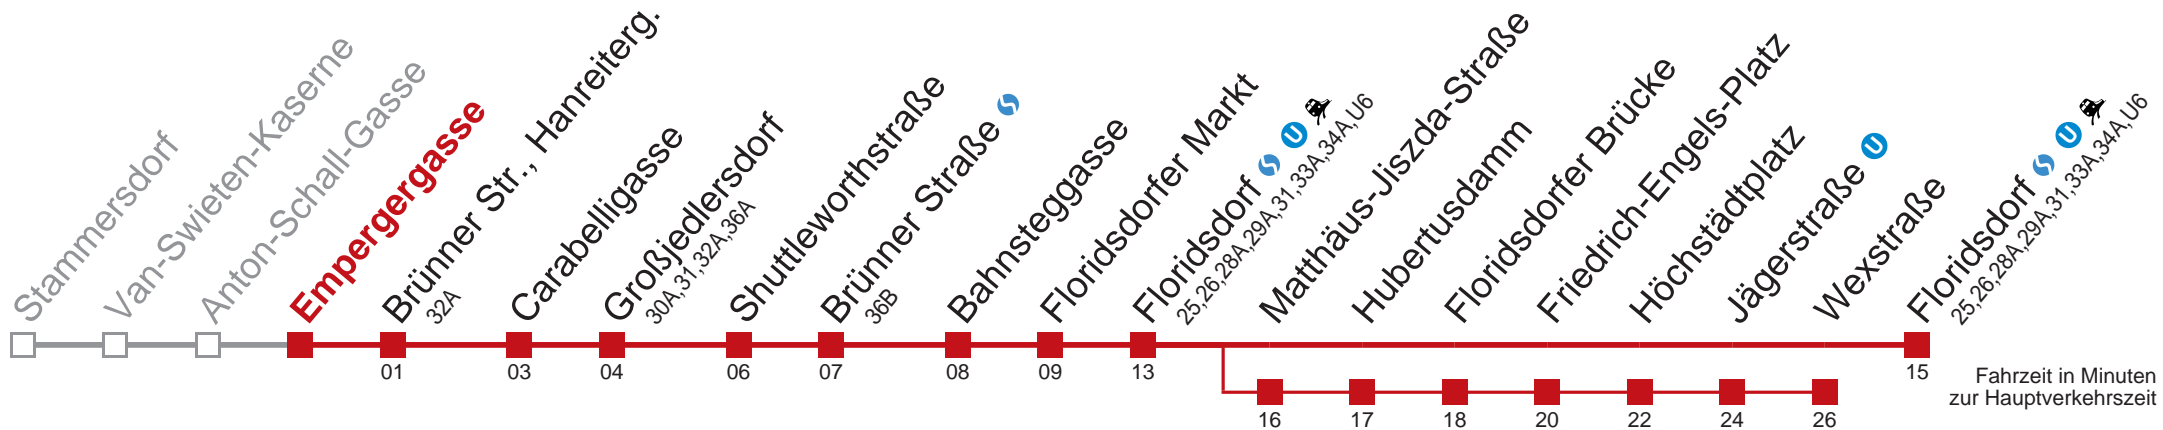 Stammersdorf
Van-Swieten-Kaserne
Anton-Schall-Gasse
Empergergasse
Brünner Str., Hanreiterg.
32A
Carabelligasse
Großjedlersdorf
30A,31,32A,36A
Shuttleworthstraße
Brünner Straße S
36B
Bahnsteggasse
Floridsdorfer Markt
Floridsdorf S U
25,26,28A,29A,31,33A,34A,U6
Matthäus-Jiszda-Straße
Hubertusdamm
Floridsdorfer Brücke
Friedrich-Engels-Platz
Höchstädtplatz
Jägerstraße U
Wexstraße
Floridsdorf S U
25,26,28A,29A,31,33A,34A,U6
01 03 04 06 07 08 09 13 15
16 17 18 20 22 24 26
Fahrzeit in Minuten
zur Hauptverkehrszeit